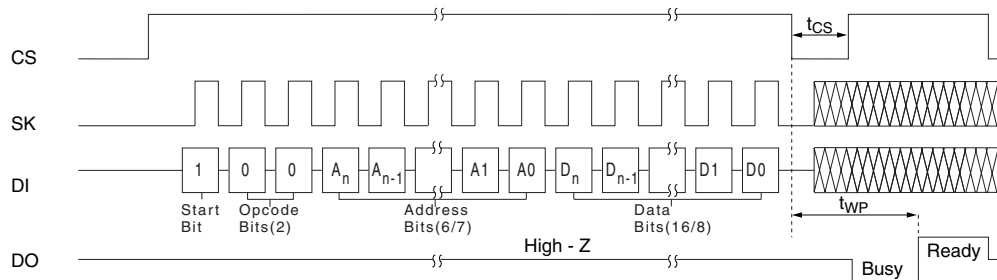 CS
tCS
SK
DI
1 0 0 An An-1 A1 A0 Dn Dn-1 D1 D0
Start Bit
Opcode Bits(2)
Address Bits(6/7)
Data Bits(16/8)
tWP
DO
High - Z
Busy
Ready